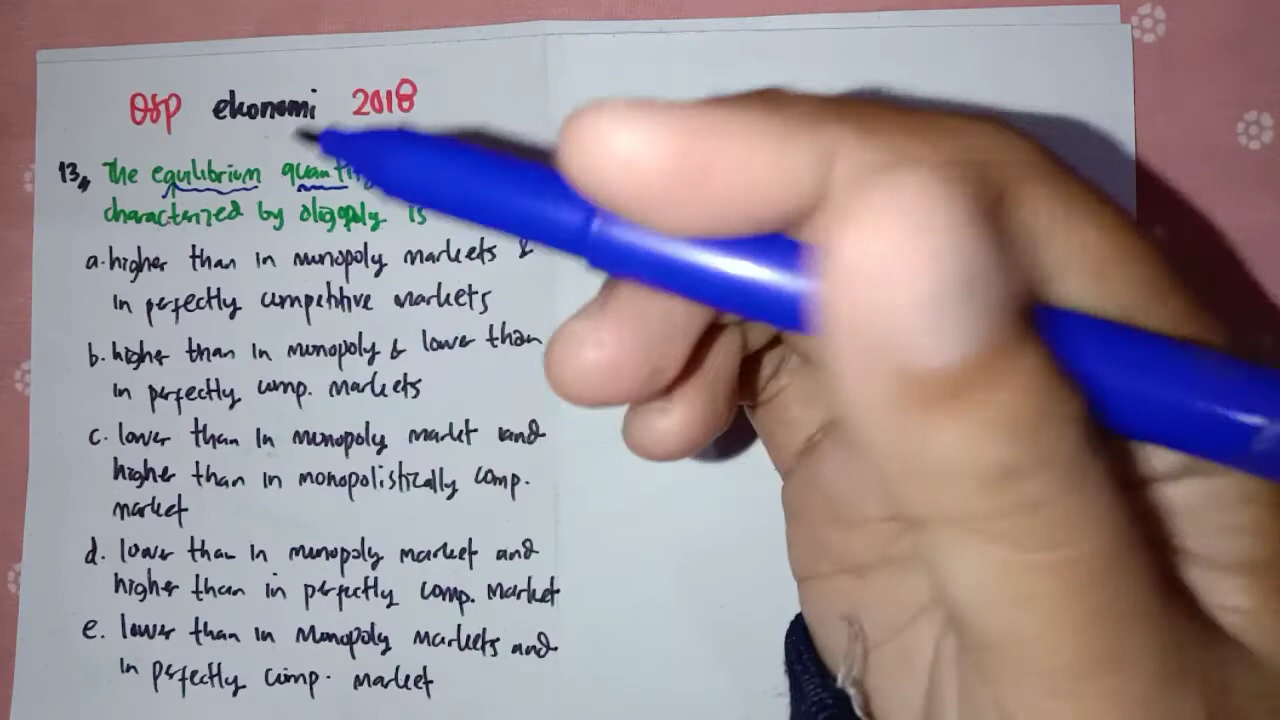 OSP ekonomi 2018
13,, The equlibrium quantity
characterized by oligoply is
a. higher than in monopoly markets &
in perfectly competitive markets
b. higher than in monopoly & lower than
in perfectly comp. markets
c. lower than in monopoly market and
higher than in monopolistically comp.
market
d. lower than in monopoly market and
higher than in perfectly comp. market
e. lower than in monopoly markets and
in perfectly comp. market